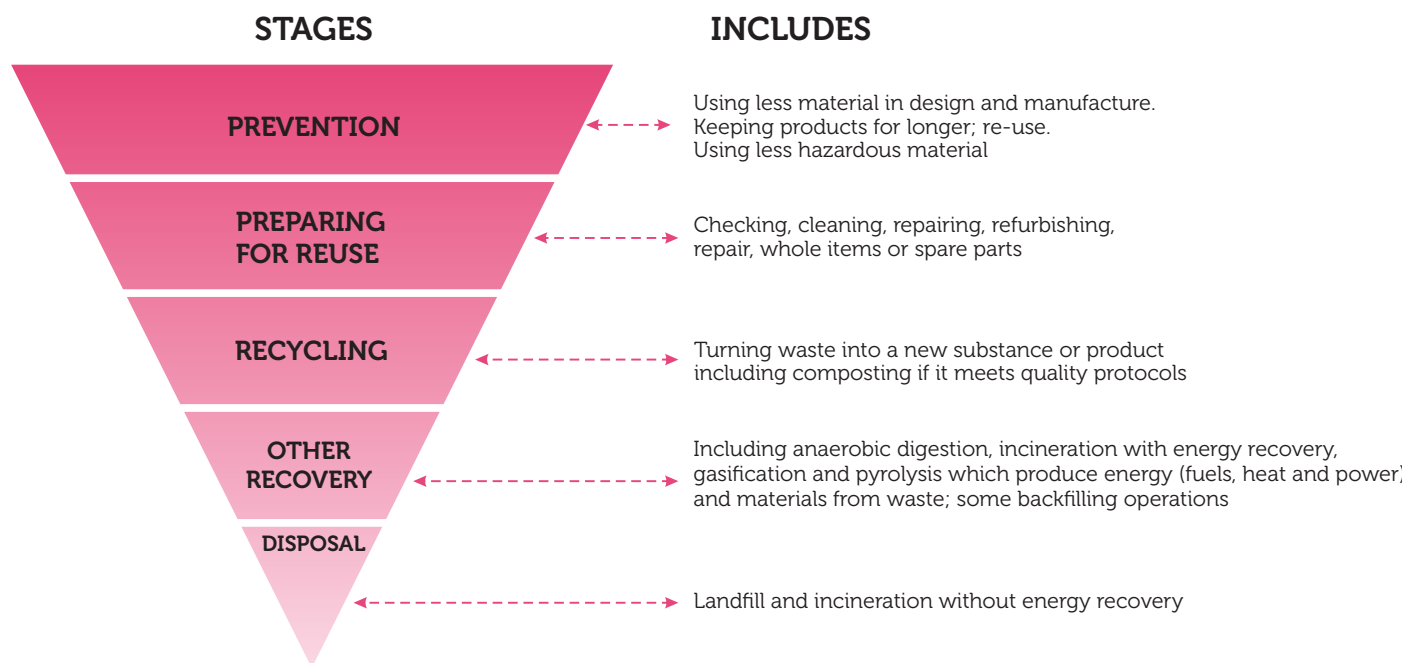 STAGES
INCLUDES
PREVENTION
Using less material in design and manufacture.
Keeping products for longer; re-use.
Using less hazardous material
PREPARING
FOR REUSE
Checking, cleaning, repairing, refurbishing,
repair, whole items or spare parts
RECYCLING
Turning waste into a new substance or product
including composting if it meets quality protocols
OTHER
RECOVERY
Including anaerobic digestion, incineration with energy recovery,
gasification and pyrolysis which produce energy (fuels, heat and power)
and materials from waste; some backfilling operations
DISPOSAL
Landfill and incineration without energy recovery